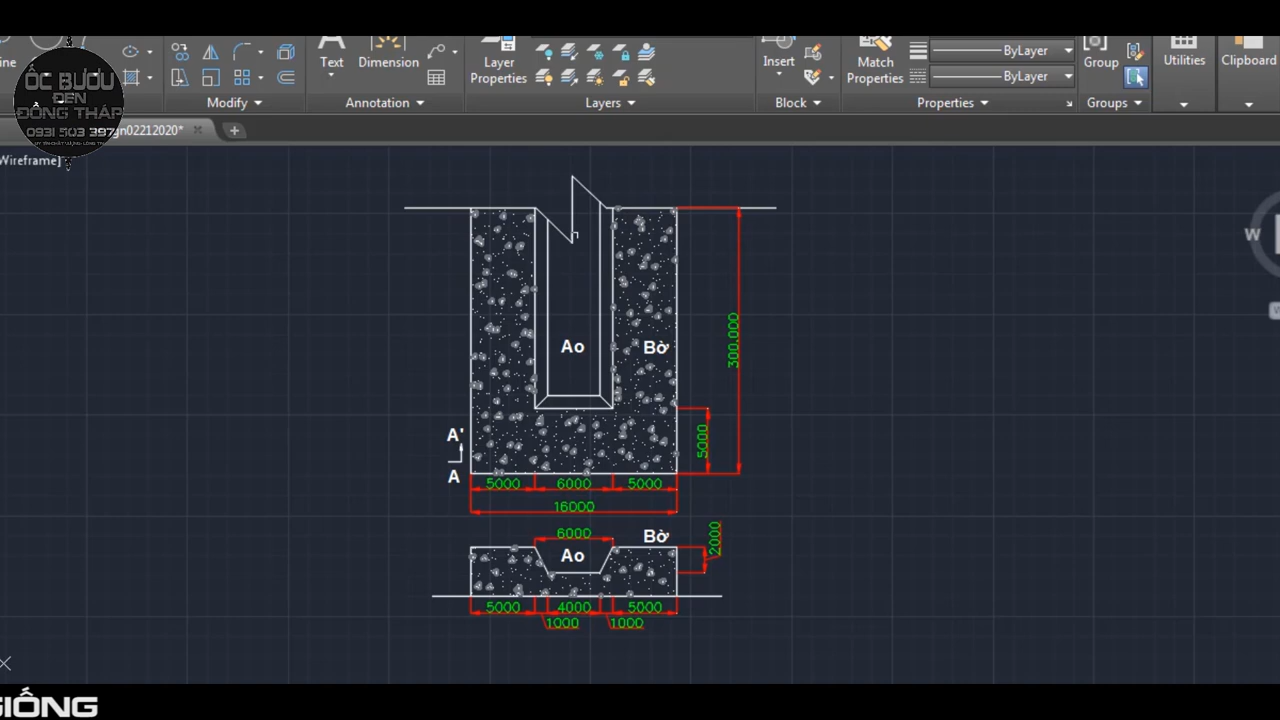 Text
Dimension
Layer
Properties
Insert
Match
Properties
ByLayer
ByLayer
Group
Utilities
Clipboard
Modify
Annotation
Layers
Block
Properties
Groups
ỐC BƯƠU
ĐEN
ĐỒNG THÁP
0931 503 397
02212020*
Wireframe]
W
300.000
Ao
Bờ
A'
5000
A
5000 6000 5000
16000
6000
Bờ
2000
Ao
5000 4000 5000
1000 1000
GIỐNG